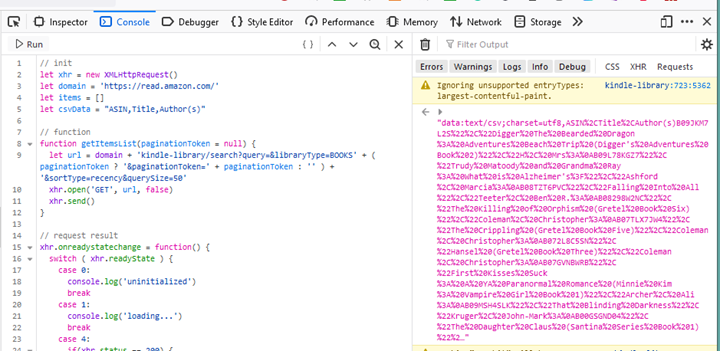 Inspector Console Debugger Style Editor Performance Memory Network Storage
Run
Filter Output
Errors Warnings Logs Info Debug CSS XHR Requests
1 // init
2 let xhr = new XMLHttpRequest()
3 let domain = 'https://read.amazon.com/'
4 let items = []
5 let csvData = "ASIN,Title,Author(s)"
6
7 // function
8 function getItemsList(paginationToken = null) {
9 let url = domain + 'kindle-library/search?query=&libraryType=BOOKS' + (
paginationToken ? '&paginationToken=' + paginationToken : '' ) +
'&sortType=recency&querySize=50'
10 xhr.open('GET', url, false)
11 xhr.send()
12 }
13
14 // request result
15 xhr.onreadystatechange = function() {
16 switch ( xhr.readyState ) {
17 case 0:
18 console.log('uninitialized')
19 break
20 case 1:
21 console.log('loading...')
22 break
23 case 4:
24 if(xhr.status == 200) {
Ignoring unsupported entryTypes: kindle-library:723:5362
largest-contentful-paint.
"data:text/csv;charset=utf8,ASIN%2CTitle%2CAuthor(s)B09JKM7
L2S%22%2C%22Digger%20The%20Bearded%20Dragon
%3A%20Adventures%20Beach%20Trip%20(Digger's%20Adventures%20
Book%202)%22%2C%22M%2C%20Mrs%3A%0AB09L78KGZ7%22%2C
%22Trudy%20Matoody%20and%20Grandma%20Ray
%3A%20What%20is%20Alzheimer's%3F%22%2C%22Ashford
%2C%20Marcia%3A%0AB08TZT6PVC%22%2C%22Falling%20Into%20All
%22%2C%22Teeter%2C%20Ben%20R.%3A%0AB08298W2NC%22%2C%22
%22The%20Killing%20of%20Orphism%20(Gretel%20Book%20Six)
%22%2C%22Coleman%2C%20Christopher%3A%0AB07TLX7JW4%22%2C
%22The%20Crippling%20(Gretel%20Book%20Five)%22%2C%22Coleman
%2C%20Christopher%3A%0AB072L8C5SN%22%2C
%22Hansel%20(Gretel%20Book%20Three)%22%2C%22Coleman
%2C%20Christopher%3A%0AB07GVNBWRB%22%2C
%22First%20Kisses%20Suck
%3A%20A%20YA%20Paranormal%20Romance%20(Minnie%20Kim
%3A%20Vampire%20Girl%20Book%201)%22%2C%22Archer%2C%20Ali
%3A%0AB09MSH4SLK%22%2C%22That%20Blinding%20Darkness%22%2C
%22Kruger%2C%20John-Mark%3A%0AB00GSGND04%22%2C
%22The%20Daughter%20Claus%20(Santina%20Series%20Book%201)
%22%2…"